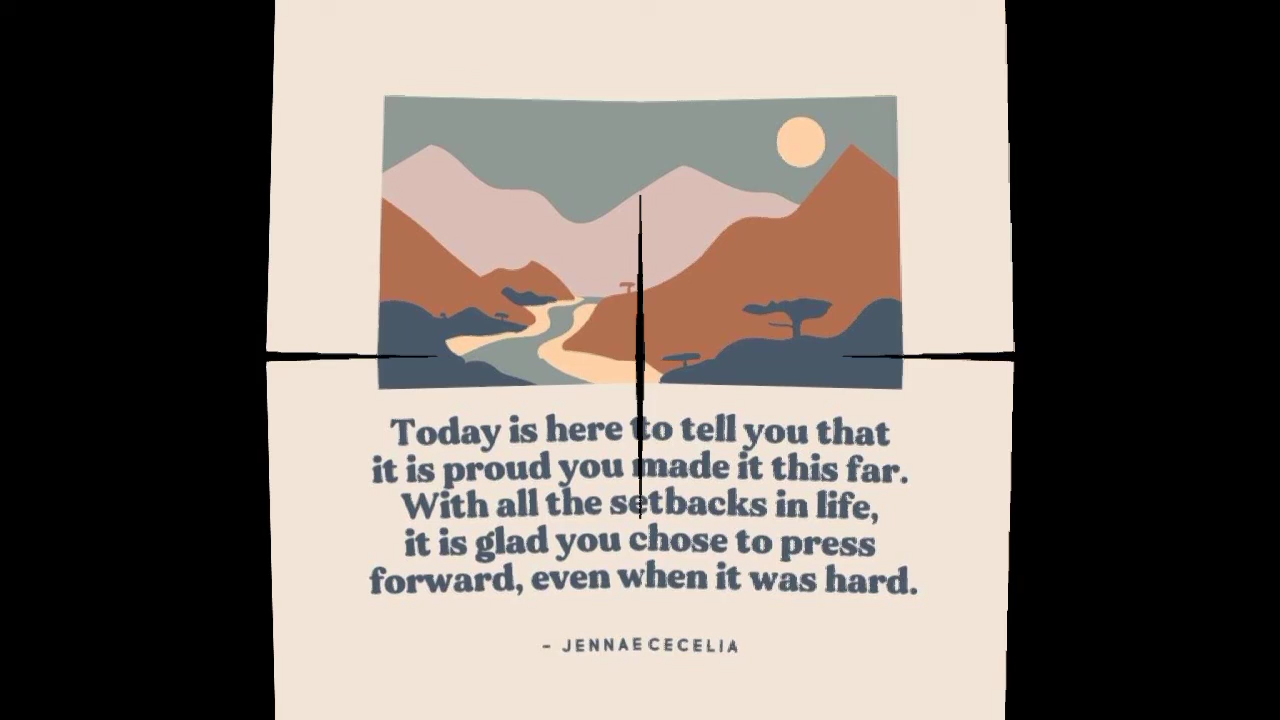 Today is here to tell you that
it is proud you made it this far.
With all the setbacks in life,
it is glad you chose to press
forward, even when it was hard.
- JENNAECECELIA